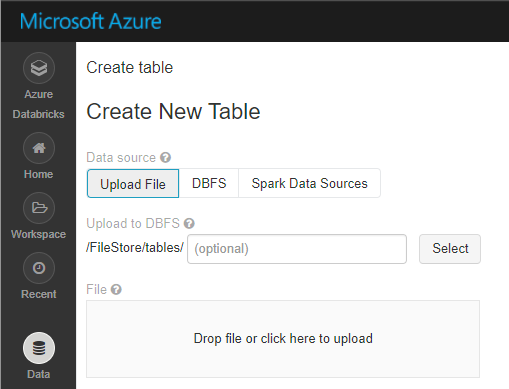 Microsoft Azure
Azure
Databricks
Home
Workspace
Recent
Data
Create table
Create New Table
Data source ?
Upload File DBFS Spark Data Sources
Upload to DBFS ?
/FileStore/tables/ (optional) Select
File ?
Drop file or click here to upload